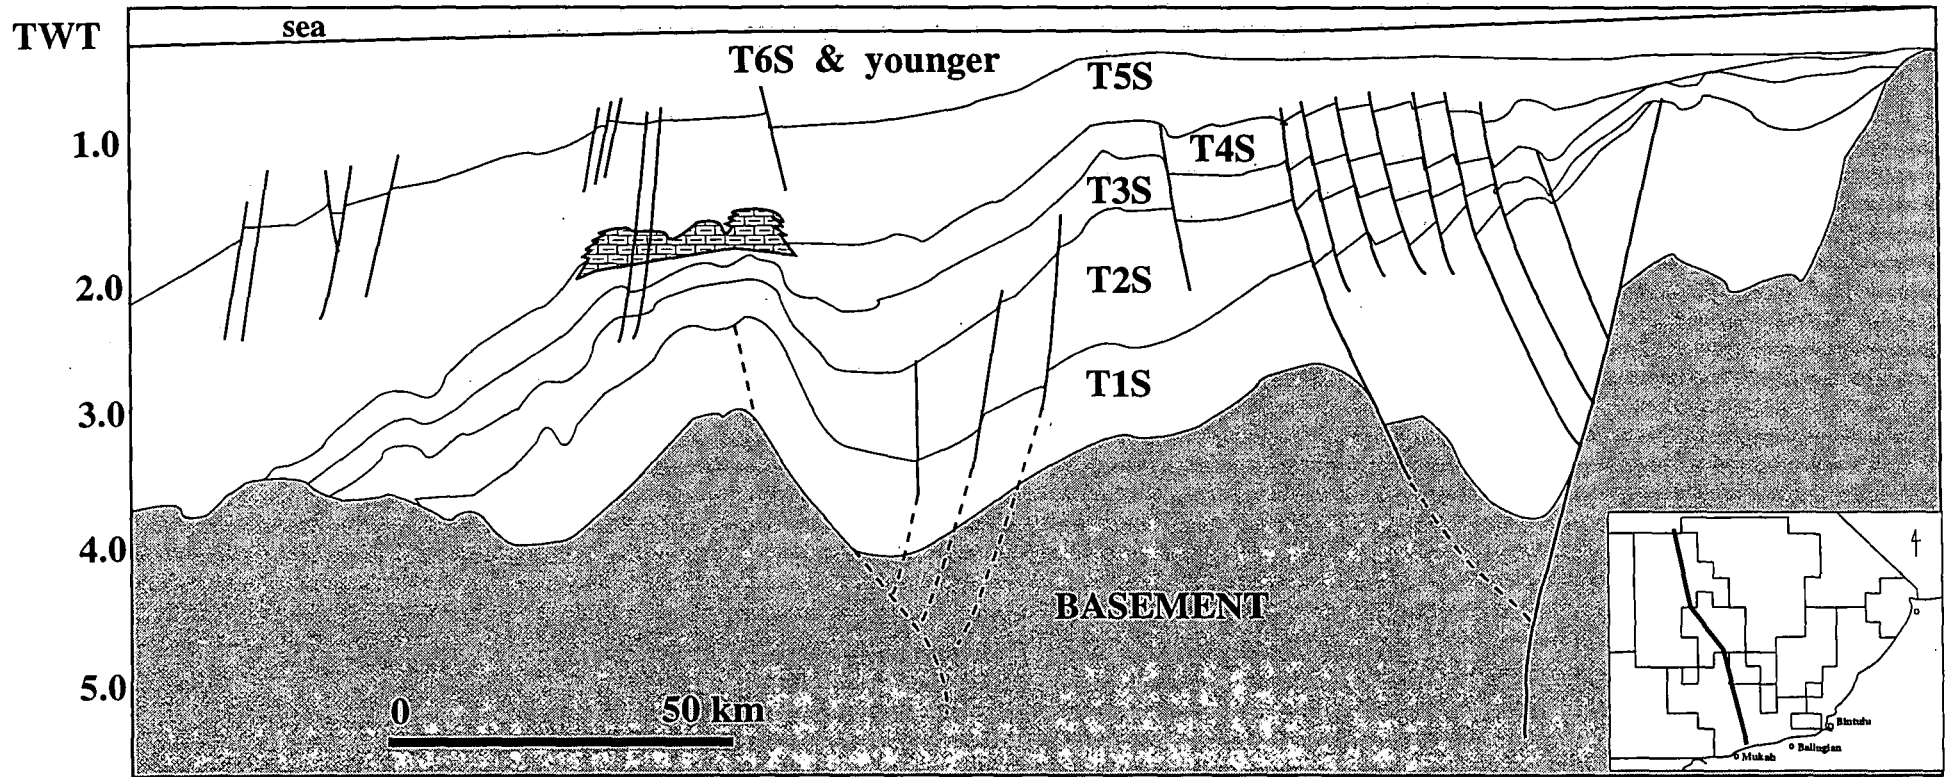 TWT
sea
T6S & younger
T5S
1.0
T4S
T3S
2.0
T2S
T1S
3.0
4.0
BASEMENT
5.0
0 50 km
Bintulu
Balingian
Mukah